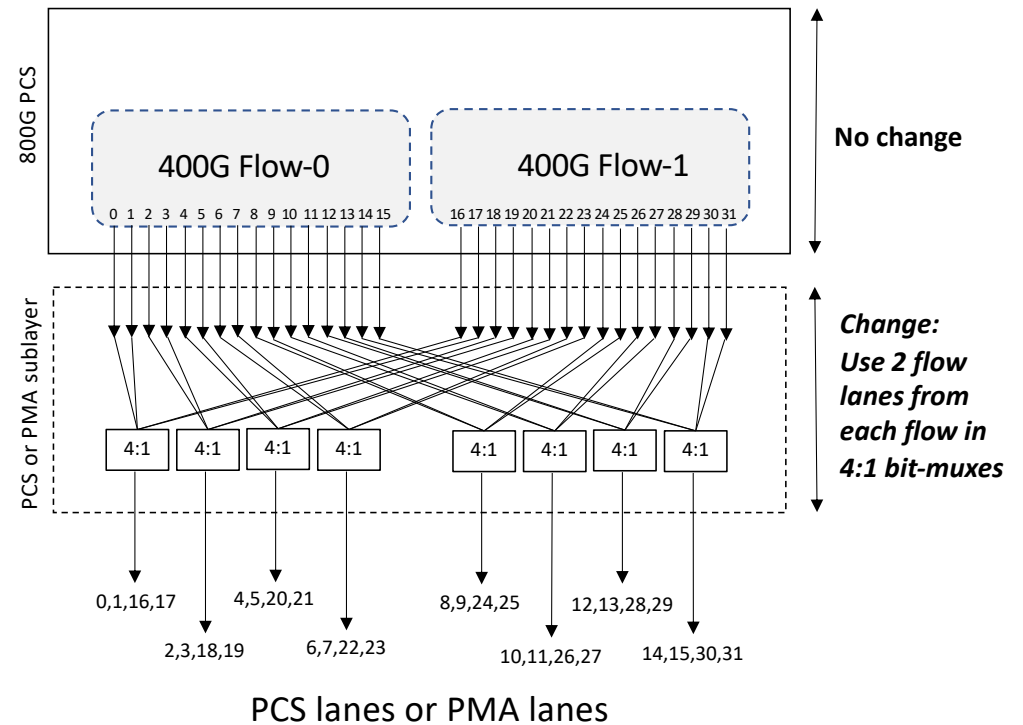 800G PCS
400G Flow-0
400G Flow-1
0 1 2 3 4 5 6 7 8 9 10 11 12 13 14 15
16 17 18 19 20 21 22 23 24 25 26 27 28 29 30 31
No change
PCS or PMA sublayer
4:1 4:1 4:1 4:1 4:1 4:1 4:1 4:1
Change:
Use 2 flow
lanes from
each flow in
4:1 bit-muxes
0,1,16,17
4,5,20,21
8,9,24,25
12,13,28,29
2,3,18,19
6,7,22,23
10,11,26,27
14,15,30,31
PCS lanes or PMA lanes